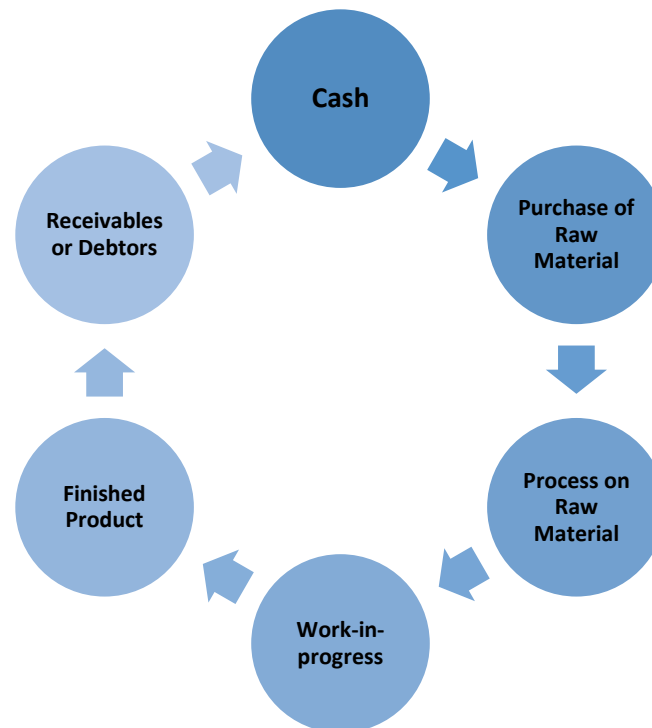 Cash
Purchase of
Raw
Material
Process on
Raw
Material
Work-in-
progress
Finished
Product
Receivables
or Debtors